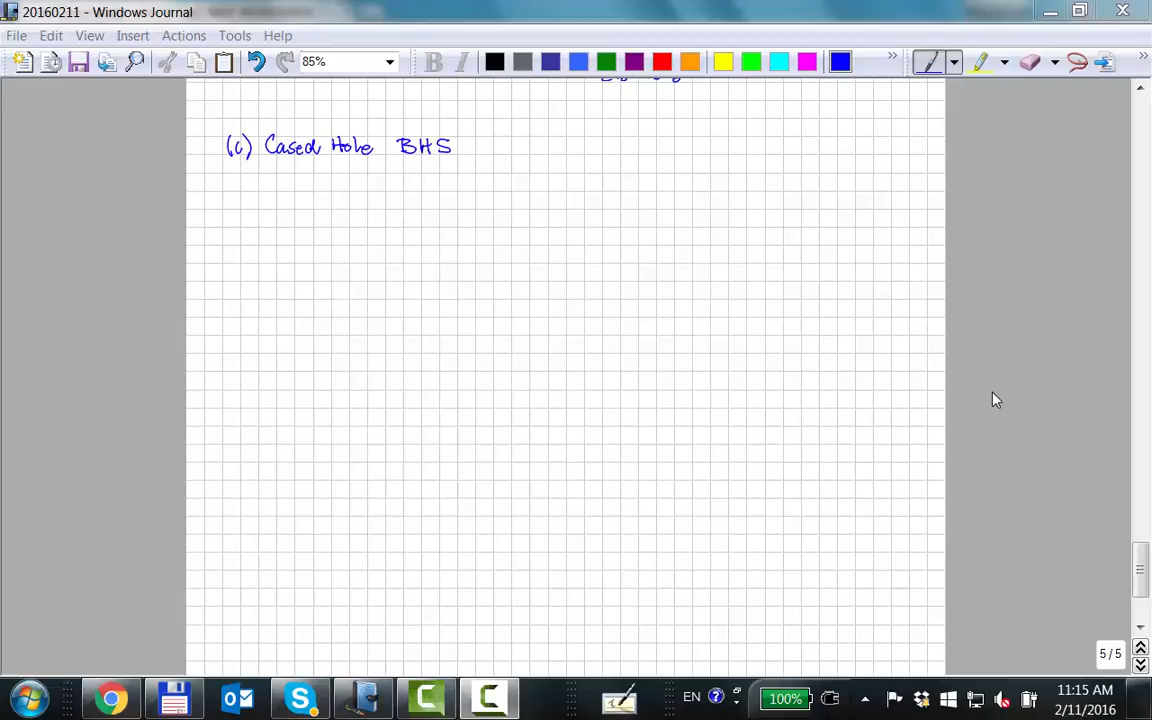 20160211 - Windows Journal
File Edit View Insert Actions Tools Help
85% B I »
(c) Cased Hole BHS
5 / 5
EN 100% 11:15 AM
2/11/2016